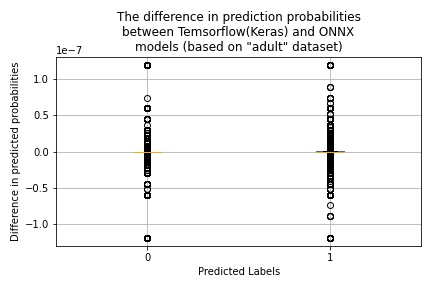 The difference in prediction probabilities
between Temsorflow(Keras) and ONNX
models (based on "adult" dataset)
1e−7
1.0
0.5
0.0
−0.5
−1.0
Difference in predicted probabilities
0 1
Predicted Labels